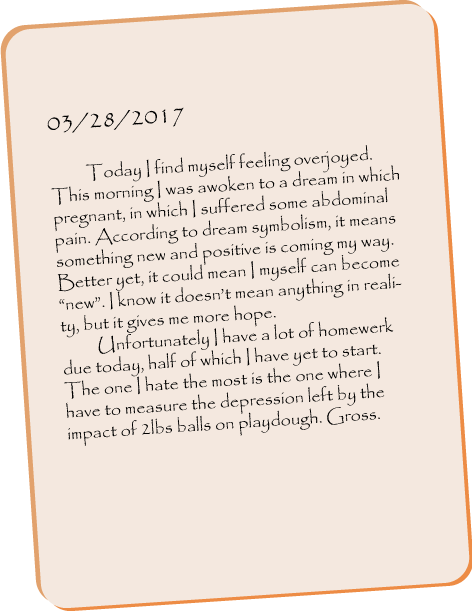 03/28/2017
Today I find myself feeling overjoyed.
This morning I was awoken to a dream in which
pregnant, in which I suffered some abdominal
pain. According to dream symbolism, it means
something new and positive is coming my way.
Better yet, it could mean I myself can become
“new”. I know it doesn’t mean anything in reali-
ty, but it gives me more hope.
Unfortunately I have a lot of homewerk
due today, half of which I have yet to start.
The one I hate the most is the one where I
have to measure the depression left by the
impact of 2lbs balls on playdough. Gross.